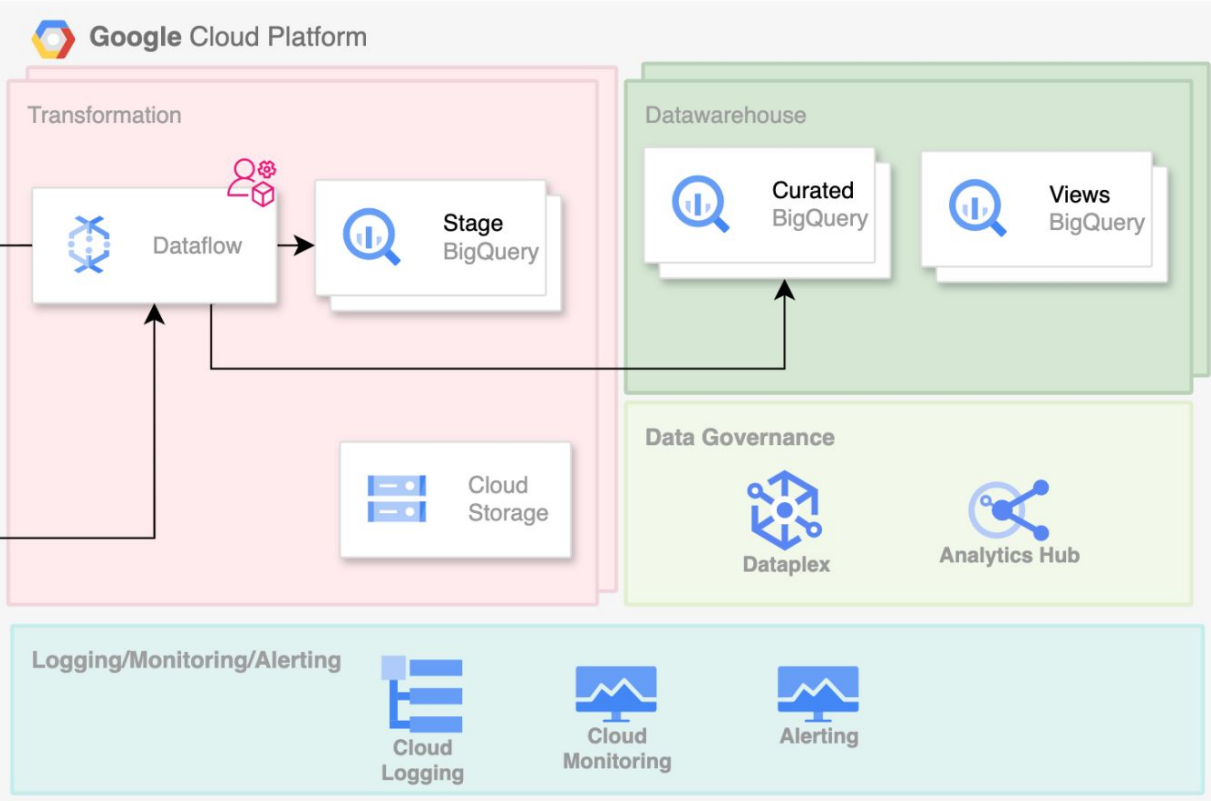 Google Cloud Platform
Transformation
Dataflow
Stage
BigQuery
Cloud
Storage
Datawarehouse
Curated
BigQuery
Views
BigQuery
Data Governance
Dataplex
Analytics Hub
Logging/Monitoring/Alerting
Cloud
Logging
Cloud
Monitoring
Alerting